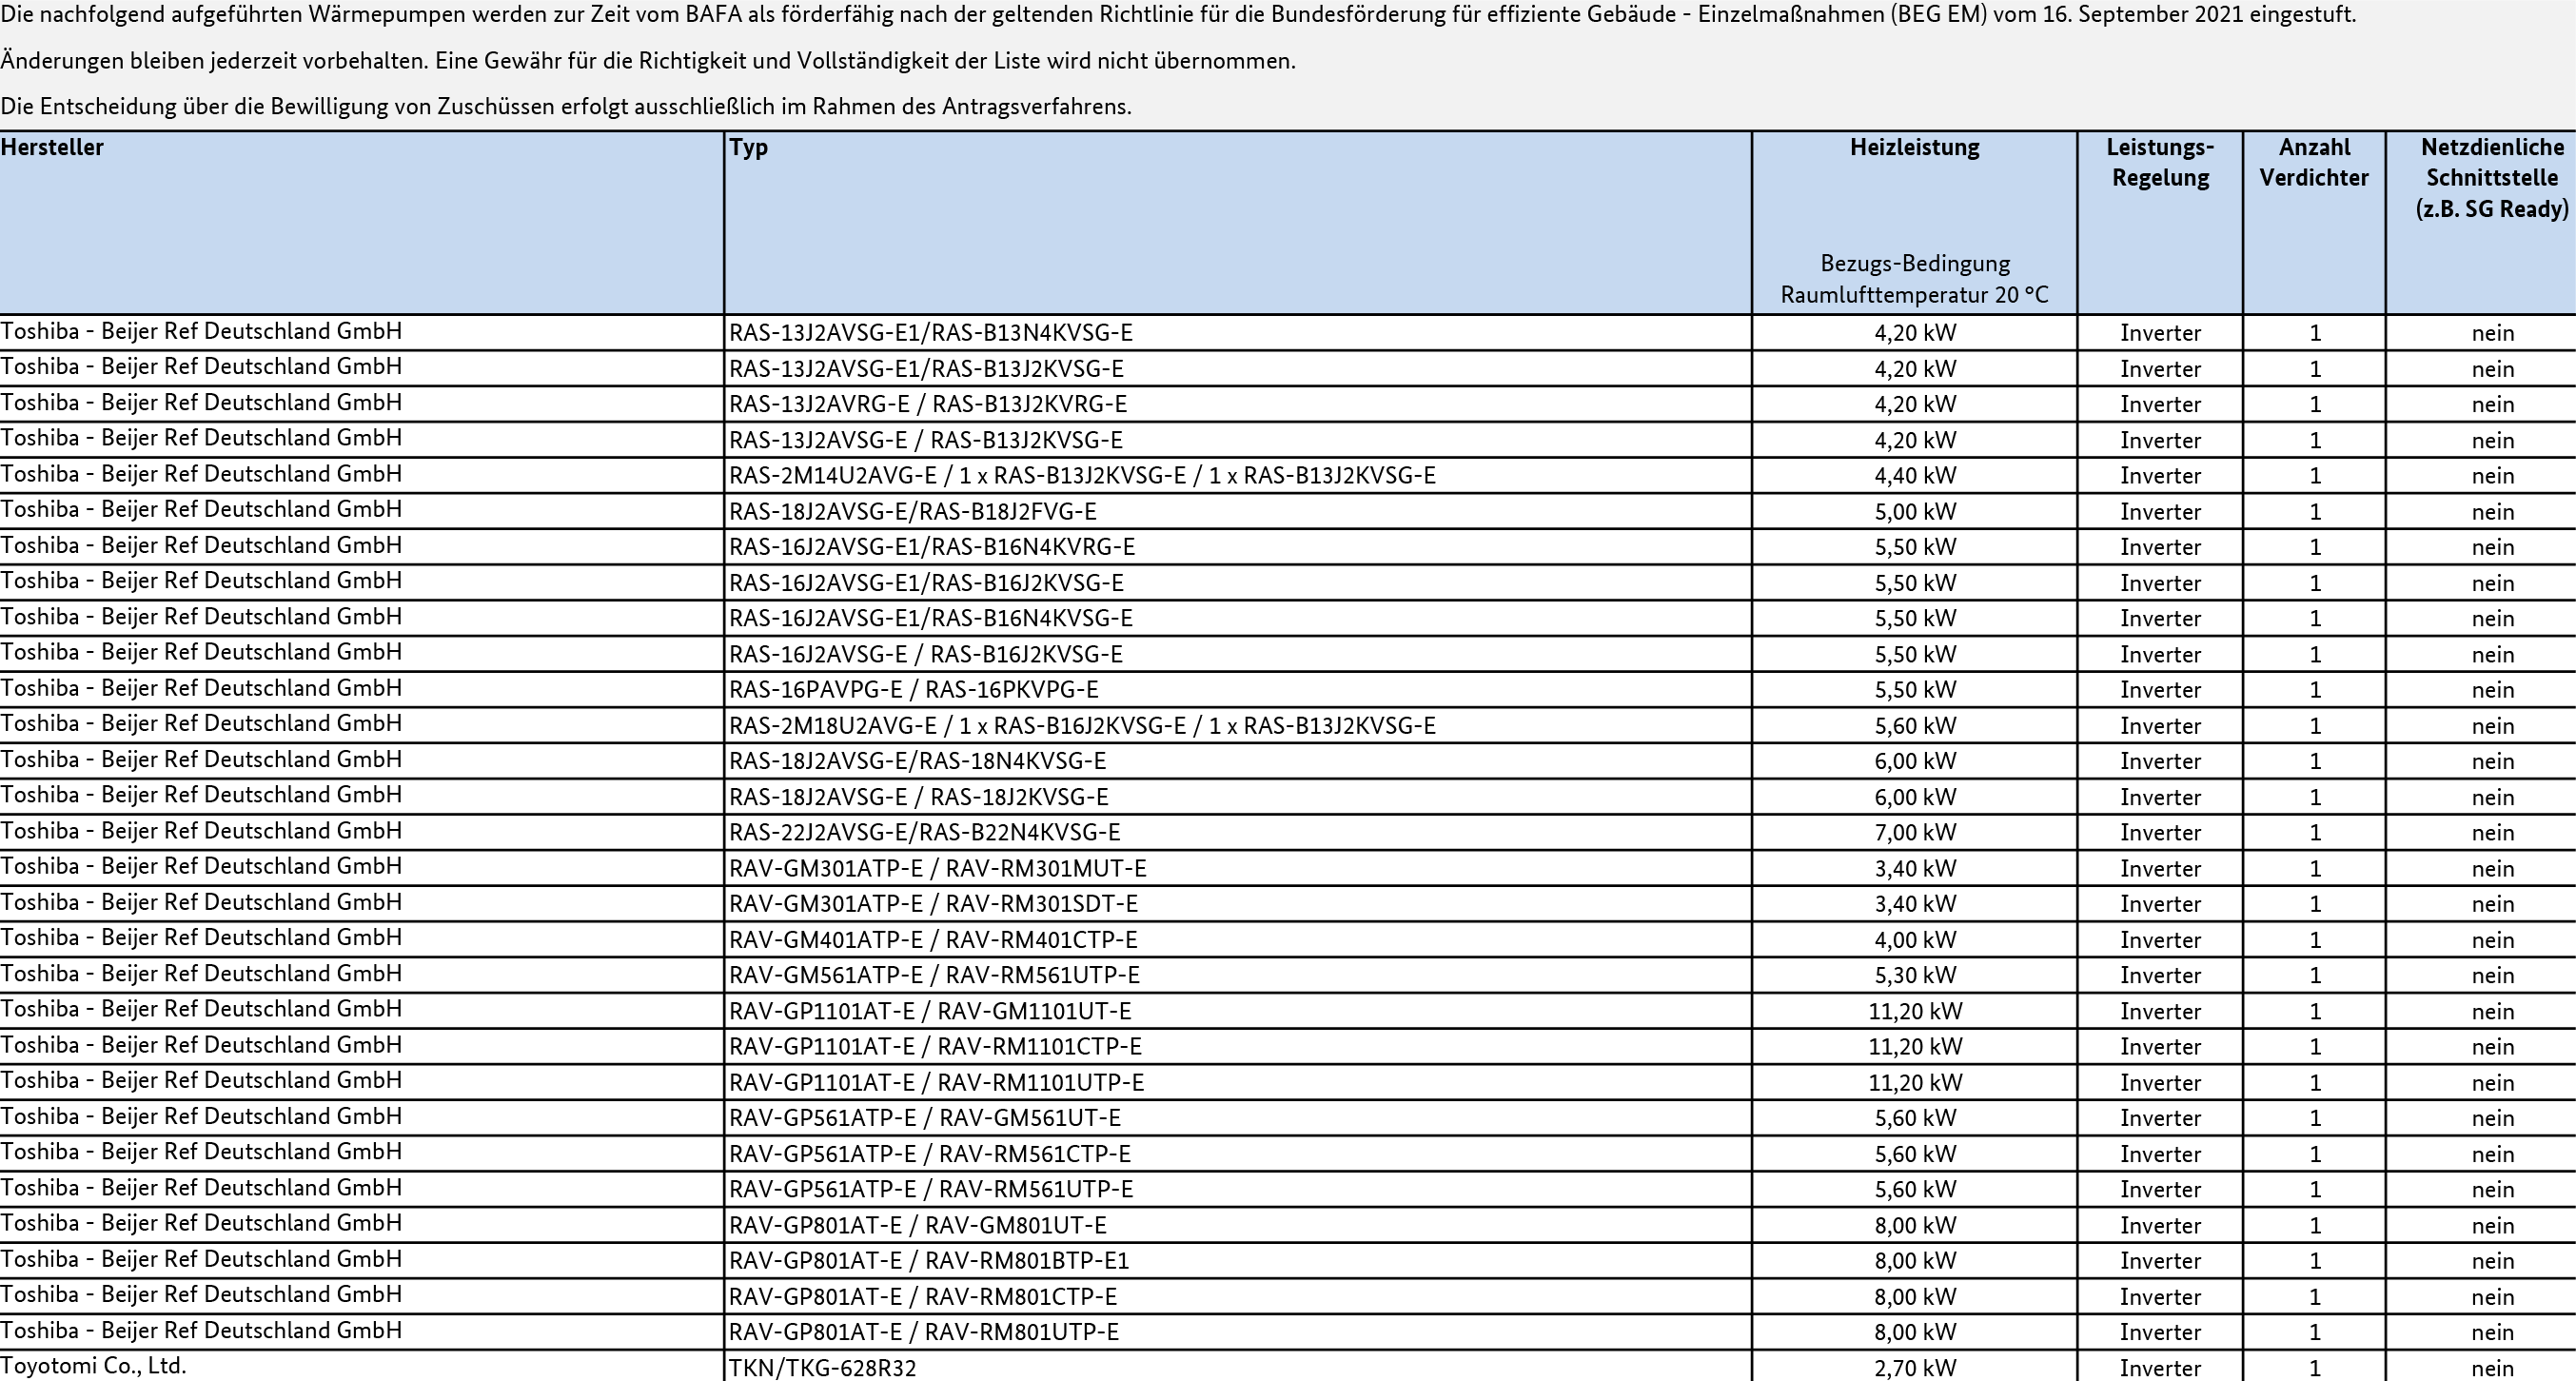 Die nachfolgend aufgeführten Wärmepumpen werden zur Zeit vom BAFA als förderfähig nach der geltenden Richtlinie für die Bundesförderung für effiziente Gebäude - Einzelmaßnahmen (BEG EM) vom 16. September 2021 eingestuft.
Änderungen bleiben jederzeit vorbehalten. Eine Gewähr für die Richtigkeit und Vollständigkeit der Liste wird nicht übernommen.
Die Entscheidung über die Bewilligung von Zuschüssen erfolgt ausschließlich im Rahmen des Antragsverfahrens.
Hersteller Typ Heizleistung Leistungs- Anzahl Netzdienliche
Regelung Verdichter Schnittstelle
(z.B. SG Ready)
Bezugs-Bedingung
Raumlufttemperatur 20 °C
Toshiba - Beijer Ref Deutschland GmbH RAS-13J2AVSG-E1/RAS-B13N4KVSG-E 4,20 kW Inverter 1 nein
Toshiba - Beijer Ref Deutschland GmbH RAS-13J2AVSG-E1/RAS-B13J2KVSG-E 4,20 kW Inverter 1 nein
Toshiba - Beijer Ref Deutschland GmbH RAS-13J2AVRG-E / RAS-B13J2KVRG-E 4,20 kW Inverter 1 nein
Toshiba - Beijer Ref Deutschland GmbH RAS-13J2AVSG-E / RAS-B13J2KVSG-E 4,20 kW Inverter 1 nein
Toshiba - Beijer Ref Deutschland GmbH RAS-2M14U2AVG-E / 1 x RAS-B13J2KVSG-E / 1 x RAS-B13J2KVSG-E 4,40 kW Inverter 1 nein
Toshiba - Beijer Ref Deutschland GmbH RAS-18J2AVSG-E/RAS-B18J2FVG-E 5,00 kW Inverter 1 nein
Toshiba - Beijer Ref Deutschland GmbH RAS-16J2AVSG-E1/RAS-B16N4KVRG-E 5,50 kW Inverter 1 nein
Toshiba - Beijer Ref Deutschland GmbH RAS-16J2AVSG-E1/RAS-B16J2KVSG-E 5,50 kW Inverter 1 nein
Toshiba - Beijer Ref Deutschland GmbH RAS-16J2AVSG-E1/RAS-B16N4KVSG-E 5,50 kW Inverter 1 nein
Toshiba - Beijer Ref Deutschland GmbH RAS-16J2AVSG-E / RAS-B16J2KVSG-E 5,50 kW Inverter 1 nein
Toshiba - Beijer Ref Deutschland GmbH RAS-16PAVPG-E / RAS-16PKVPG-E 5,50 kW Inverter 1 nein
Toshiba - Beijer Ref Deutschland GmbH RAS-2M18U2AVG-E / 1 x RAS-B16J2KVSG-E / 1 x RAS-B13J2KVSG-E 5,60 kW Inverter 1 nein
Toshiba - Beijer Ref Deutschland GmbH RAS-18J2AVSG-E/RAS-18N4KVSG-E 6,00 kW Inverter 1 nein
Toshiba - Beijer Ref Deutschland GmbH RAS-18J2AVSG-E / RAS-18J2KVSG-E 6,00 kW Inverter 1 nein
Toshiba - Beijer Ref Deutschland GmbH RAS-22J2AVSG-E/RAS-B22N4KVSG-E 7,00 kW Inverter 1 nein
Toshiba - Beijer Ref Deutschland GmbH RAV-GM301ATP-E / RAV-RM301MUT-E 3,40 kW Inverter 1 nein
Toshiba - Beijer Ref Deutschland GmbH RAV-GM301ATP-E / RAV-RM301SDT-E 3,40 kW Inverter 1 nein
Toshiba - Beijer Ref Deutschland GmbH RAV-GM401ATP-E / RAV-RM401CTP-E 4,00 kW Inverter 1 nein
Toshiba - Beijer Ref Deutschland GmbH RAV-GM561ATP-E / RAV-RM561UTP-E 5,30 kW Inverter 1 nein
Toshiba - Beijer Ref Deutschland GmbH RAV-GP1101AT-E / RAV-GM1101UT-E 11,20 kW Inverter 1 nein
Toshiba - Beijer Ref Deutschland GmbH RAV-GP1101AT-E / RAV-RM1101CTP-E 11,20 kW Inverter 1 nein
Toshiba - Beijer Ref Deutschland GmbH RAV-GP1101AT-E / RAV-RM1101UTP-E 11,20 kW Inverter 1 nein
Toshiba - Beijer Ref Deutschland GmbH RAV-GP561ATP-E / RAV-GM561UT-E 5,60 kW Inverter 1 nein
Toshiba - Beijer Ref Deutschland GmbH RAV-GP561ATP-E / RAV-RM561CTP-E 5,60 kW Inverter 1 nein
Toshiba - Beijer Ref Deutschland GmbH RAV-GP561ATP-E / RAV-RM561UTP-E 5,60 kW Inverter 1 nein
Toshiba - Beijer Ref Deutschland GmbH RAV-GP801AT-E / RAV-GM801UT-E 8,00 kW Inverter 1 nein
Toshiba - Beijer Ref Deutschland GmbH RAV-GP801AT-E / RAV-RM801BTP-E1 8,00 kW Inverter 1 nein
Toshiba - Beijer Ref Deutschland GmbH RAV-GP801AT-E / RAV-RM801CTP-E 8,00 kW Inverter 1 nein
Toshiba - Beijer Ref Deutschland GmbH RAV-GP801AT-E / RAV-RM801UTP-E 8,00 kW Inverter 1 nein
Toyotomi Co., Ltd. TKN/TKG-628R32 2,70 kW Inverter 1 nein